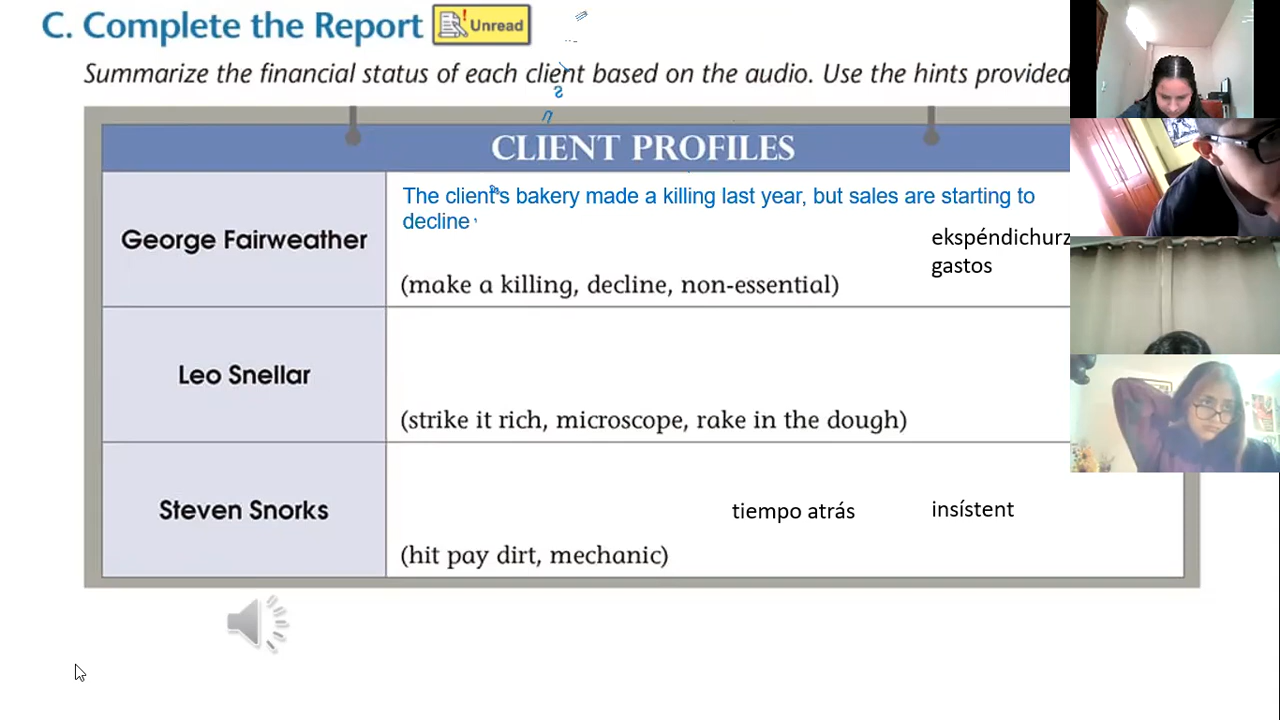 C. Complete the Report
Unread
Summarize the financial status of each client based on the audio. Use the hints provided
CLIENT PROFILES
The client's bakery made a killing last year, but sales are starting to
decline
George Fairweather
ekspéndichurz
gastos
(make a killing, decline, non-essential)
Leo Snellar
(strike it rich, microscope, rake in the dough)
Steven Snorks
tiempo atrás
insístent
(hit pay dirt, mechanic)